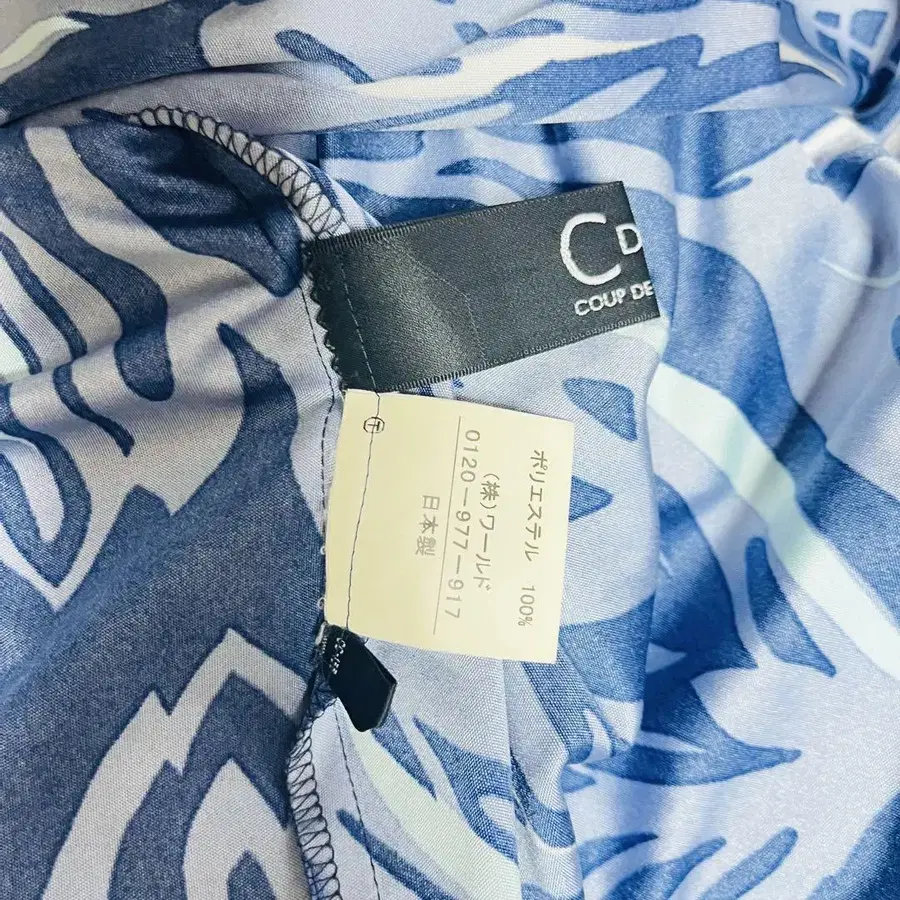 CD
COUP DE
Ⓣ
ポリエステル 100%
(株)ワールド
0120-977-917
日本製